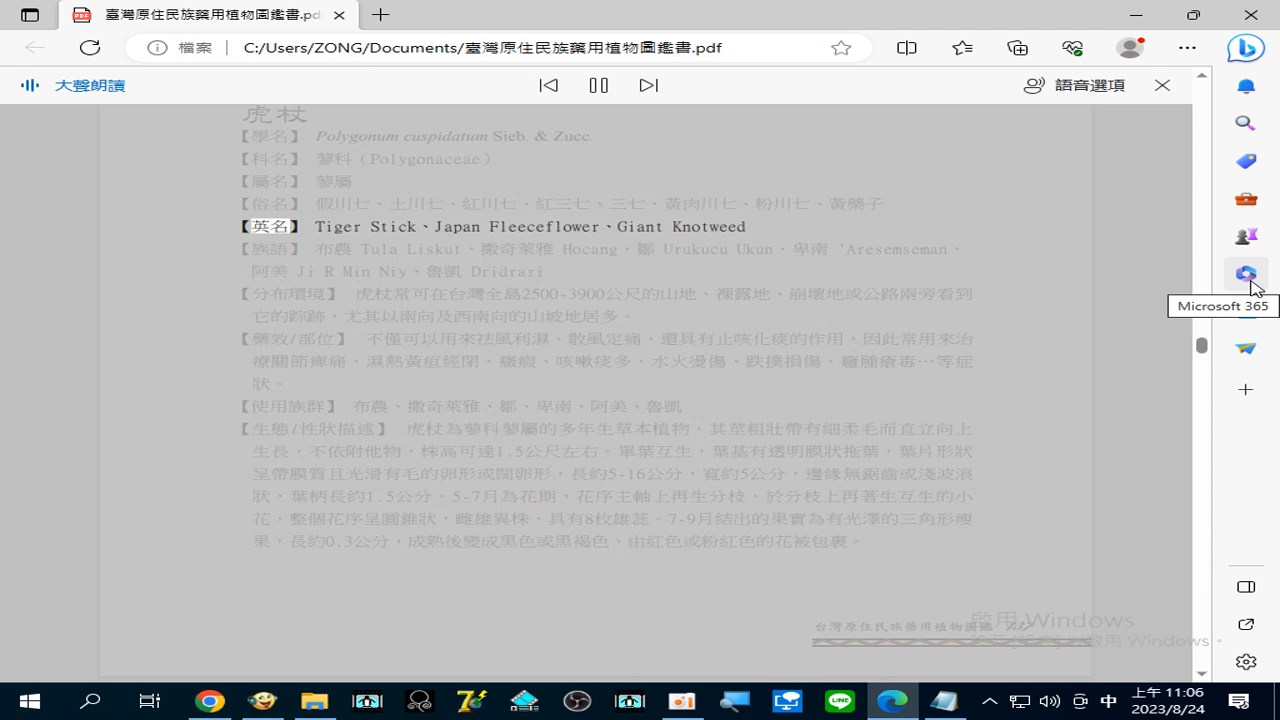 臺灣原住民族藥用植物圖鑑書.pd
檔案 C:/Users/ZONG/Documents/臺灣原住民族藥用植物圖鑑書.pdf
大聲朗讀 語音選項
虎杖
【學名】 Polygonum cuspidatum Sieb. & Zucc.
【科名】 蓼科（Polygonaceae）
【屬名】 蓼屬
【俗名】 假川七、土川七、紅川七、紅三七、三七、黃肉川七、粉川七、黃藥子
【英名】 Tiger Stick、Japan Fleeceflower、Giant Knotweed
【族語】 布農 Tula Liskut、撒奇萊雅 Hocang、鄒 Urukucu Ukun、卑南 'Aresemseman、
阿美 Ji R Min Niy、魯凱 Dridrari
【分布環境】 虎杖常可在台灣全島2500-3900公尺的山地、裸露地、崩壞地或公路兩旁看到
它的踪跡，尤其以南向及西南向的山坡地居多。
【藥效/部位】 不僅可以用來祛風利濕、散風定痛，還具有止咳化痰的作用，因此常用來治
療關節痺痛、濕熱黃疸經閉、癥瘕、咳嗽痰多、水火燙傷、跌撲損傷、癰腫瘡毒…等症
狀。
【使用族群】 布農、撒奇萊雅、鄒、卑南、阿美、魯凱
【生態/性狀描述】 虎杖為蓼科蓼屬的多年生草本植物，其莖粗壯帶有細柔毛而直立向上
生長，不依附他物，株高可達1.5公尺左右。單葉互生，葉基有透明膜狀拖葉，葉片形狀
呈帶膜質且光滑有毛的卵形或闊卵形，長約5-16公分，寬約5公分，邊緣無鋸齒或淺波浪
狀，葉柄長約1.5公分。5-7月為花期，花序主軸上再生分枝，於分枝上再著生互生的小
花，整個花序呈圓錐狀，雌雄異株，具有8枚雄蕊。7-9月結出的果實為有光澤的三角形瘦
果，長約0.3公分，成熟後變成黑色或黑褐色，由紅色或粉紅色的花被包裹。
台灣原住民族藥用植物圖鑑
啟用 Windows
啟用 Windows。
Microsoft 365
LINE
中
上午 11:06
2023/8/24